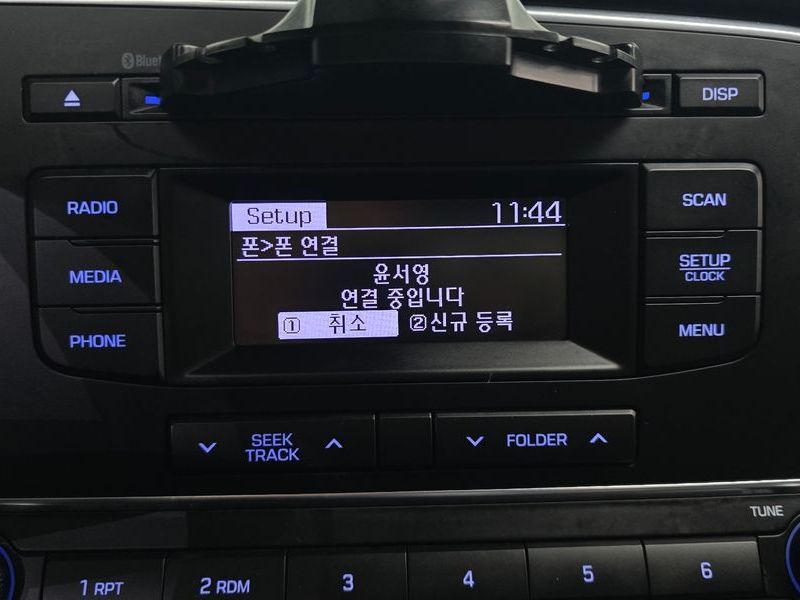 Bluet
DISP
RADIO
MEDIA
PHONE
Setup 11:44
폰>폰 연결
윤서영
연결 중입니다
① 취소 ②신규 등록
SCAN
SETUP
CLOCK
MENU
SEEK
TRACK
FOLDER
TUNE
1 RPT 2 RDM 3 4 5 6